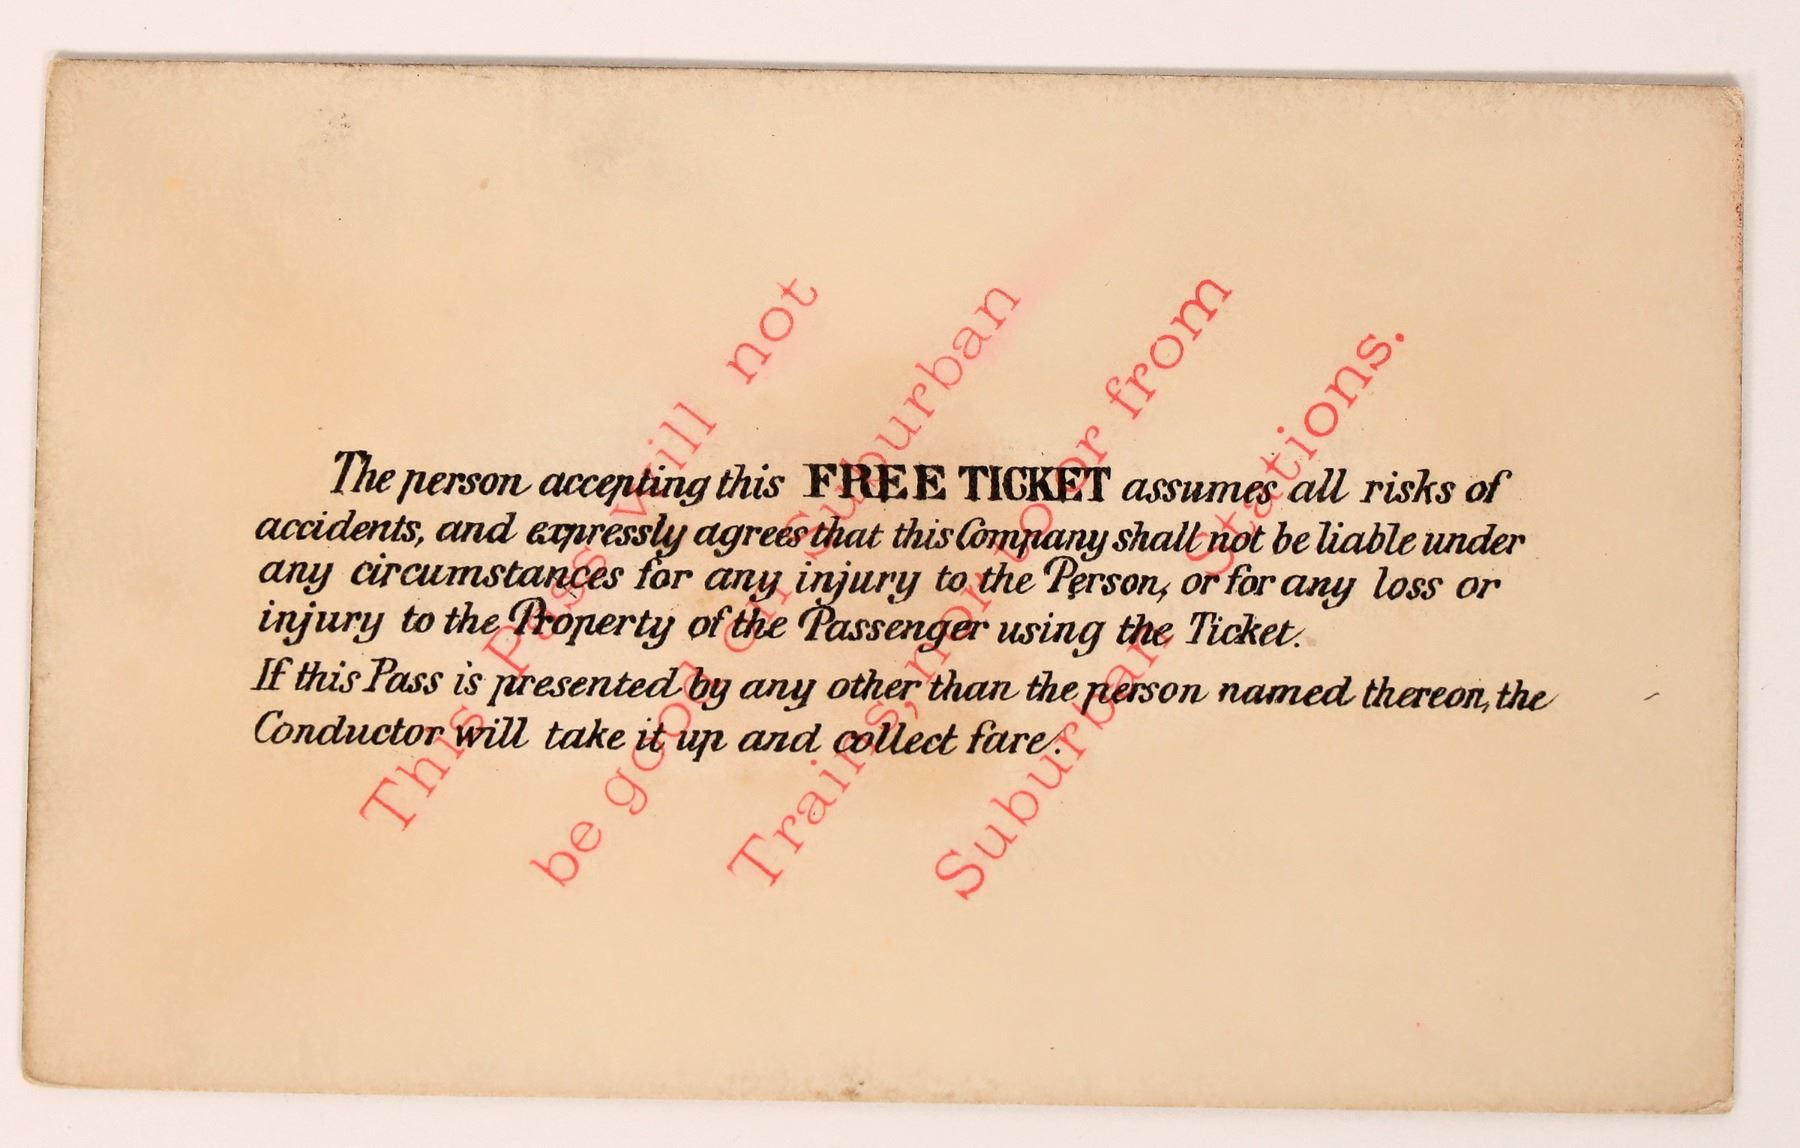 The person accepting this FREE TICKET assumes all risks of
accidents, and expressly agrees that this Company shall not be liable under
any circumstances for any injury to the Person, or for any loss or
injury to the Property of the Passenger using the Ticket.
If this Pass is presented by any other than the person named thereon, the
Conductor will take it up and collect fare.
This Pass will not
be good on Suburban
Trains, nor to or from
Suburban Stations.